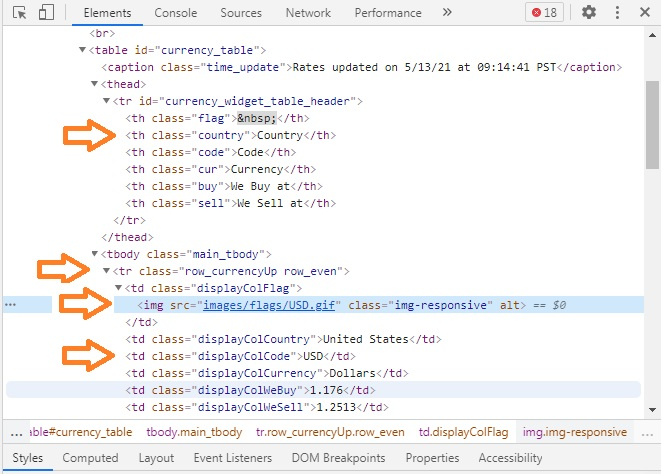 Elements Console Sources Network Performance » 18
<br>
▼<table id="currency_table">
<caption class="time_update">Rates updated on 5/13/21 at 09:14:41 PST</caption>
▼<thead>
▼<tr id="currency_widget_table_header">
<th class="flag">&nbsp;</th>
<th class="country">Country</th>
<th class="code">Code</th>
<th class="cur">Currency</th>
<th class="buy">We Buy at</th>
<th class="sell">We Sell at</th>
</tr>
</thead>
▼<tbody class="main_tbody">
▼<tr class="row_currencyUp row_even">
▼<td class="displayColFlag">
… <img src="images/flags/USD.gif" class="img-responsive" alt> == $0
</td>
<td class="displayColCountry">United States</td>
<td class="displayColCode">USD</td>
<td class="displayColCurrency">Dollars</td>
<td class="displayColWeBuy">1.176</td>
<td class="displayColWeSell">1.2513</td>
… able#currency_table tbody.main_tbody tr.row_currencyUp.row_even td.displayColFlag img.img-responsive …
Styles Computed Layout Event Listeners DOM Breakpoints Properties Accessibility